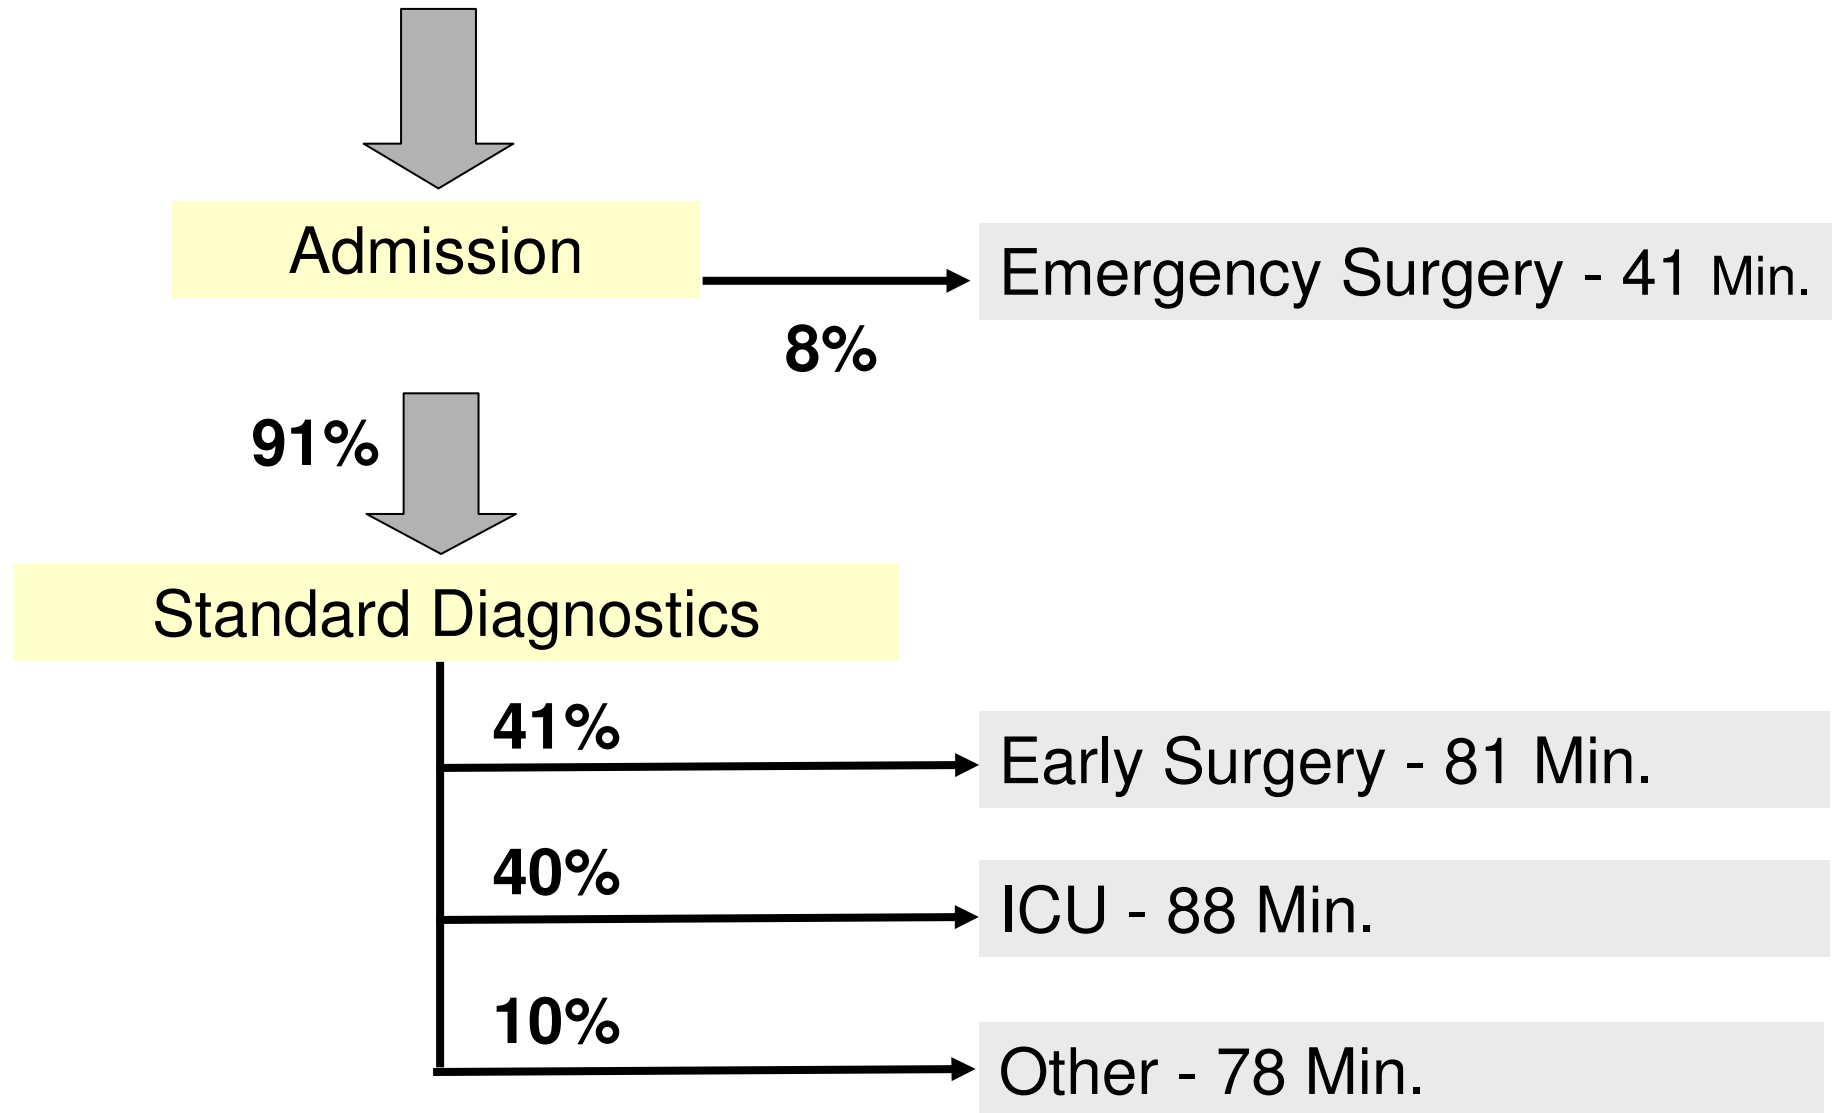 Admission
Emergency Surgery - 41 Min.
8%
91%
Standard Diagnostics
41%
Early Surgery - 81 Min.
40%
ICU - 88 Min.
10%
Other - 78 Min.